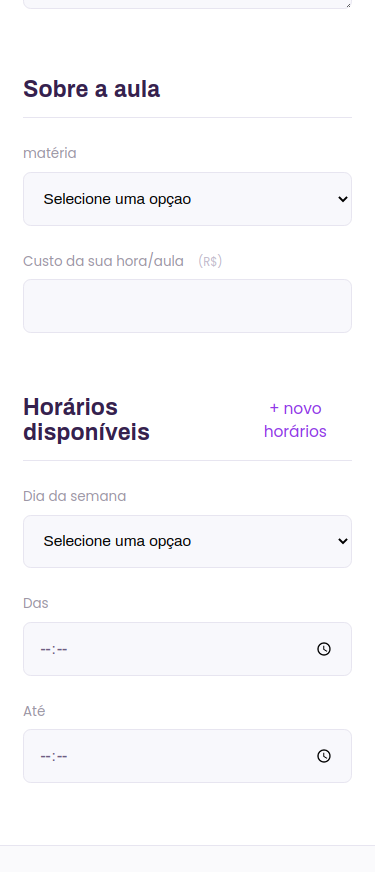 Sobre a aula
matéria
Selecione uma opçao
Custo da sua hora/aula (R$)
Horários
disponíveis
+ novo
horários
Dia da semana
Selecione uma opçao
Das
--:--
Até
--:--